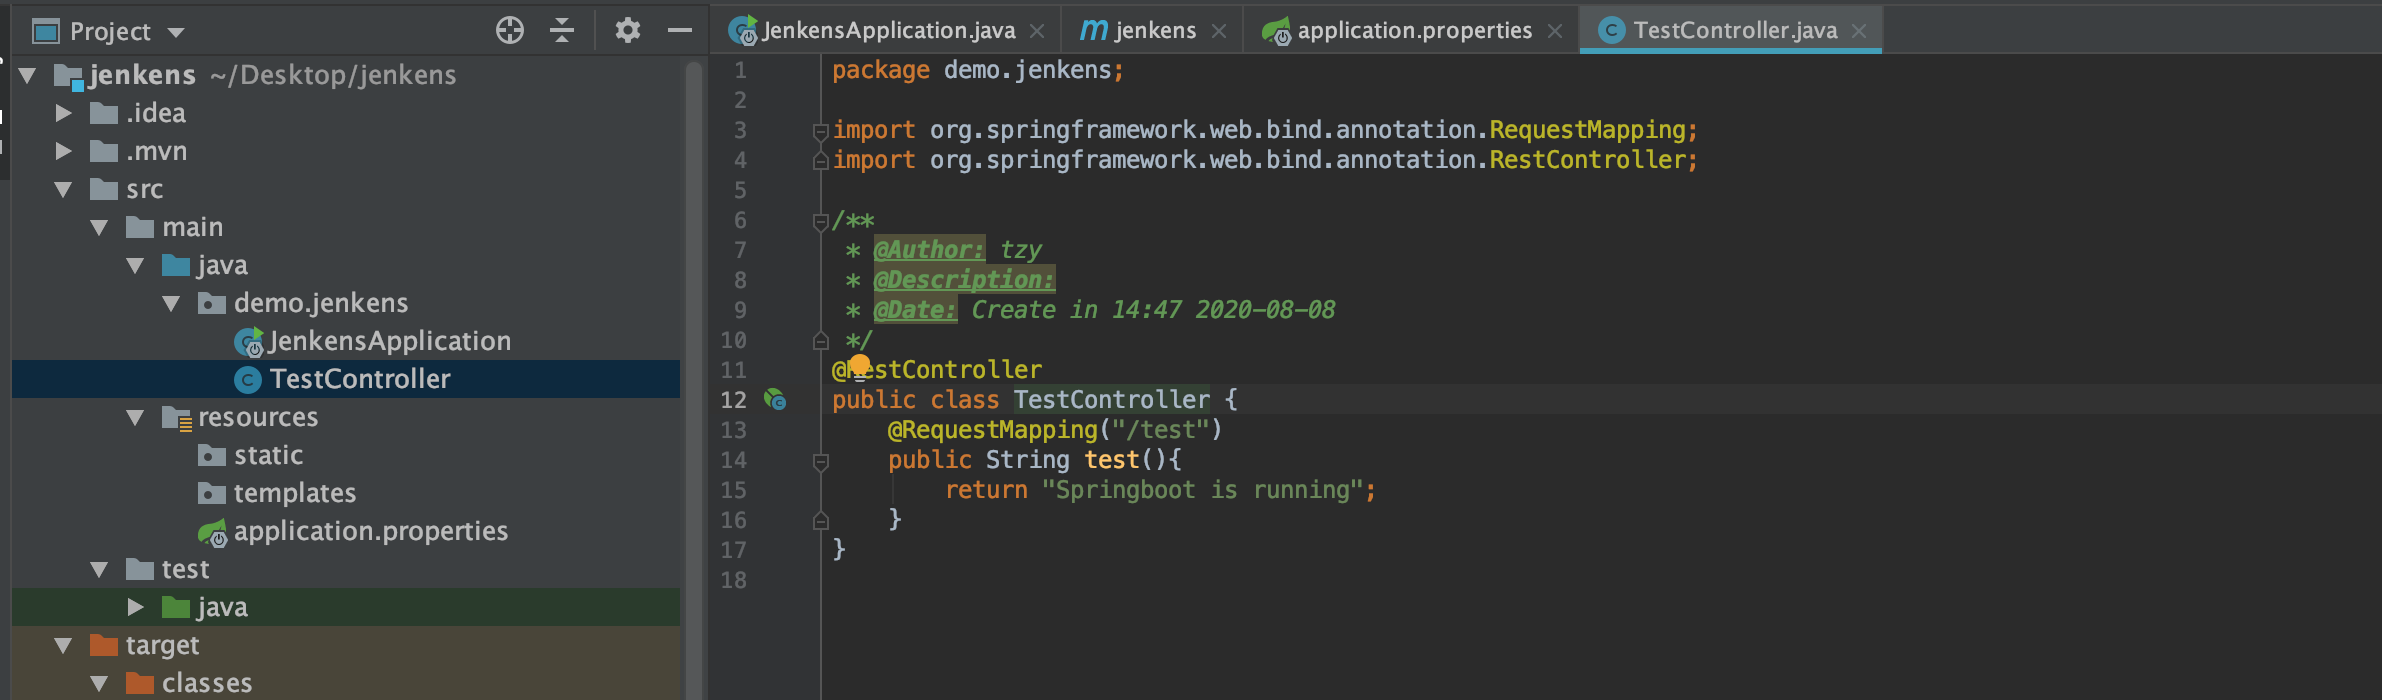 Project
jenkens ~/Desktop/jenkens
.idea
.mvn
src
main
java
demo.jenkens
JenkensApplication
TestController
resources
static
templates
application.properties
test
java
target
classes
JenkensApplication.java
jenkens
application.properties
TestController.java
1 package demo.jenkens;
2
3 import org.springframework.web.bind.annotation.RequestMapping;
4 import org.springframework.web.bind.annotation.RestController;
5
6 /**
7 * @Author: tzy
8 * @Description:
9 * @Date: Create in 14:47 2020-08-08
10 */
11 @RestController
12 public class TestController {
13 @RequestMapping("/test")
14 public String test(){
15 return "Springboot is running";
16 }
17 }
18